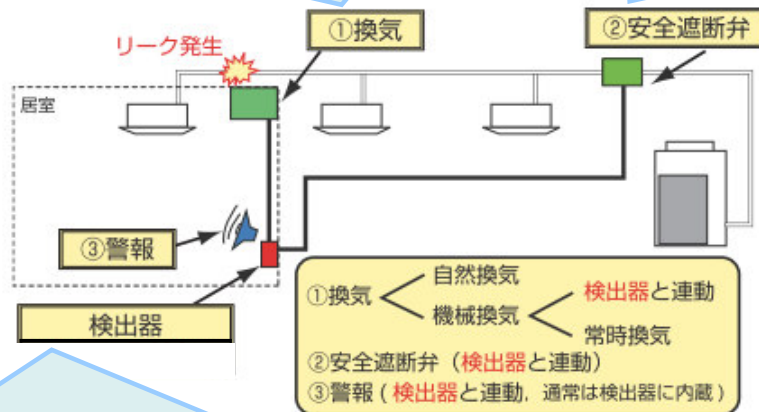 ①換気
②安全遮断弁
リーク発生
居室
③警報
検出器
①換気
自然換気
機械換気
検出器と連動
常時換気
②安全遮断弁（検出器と連動）
③警報（検出器と連動，通常は検出器に内蔵）